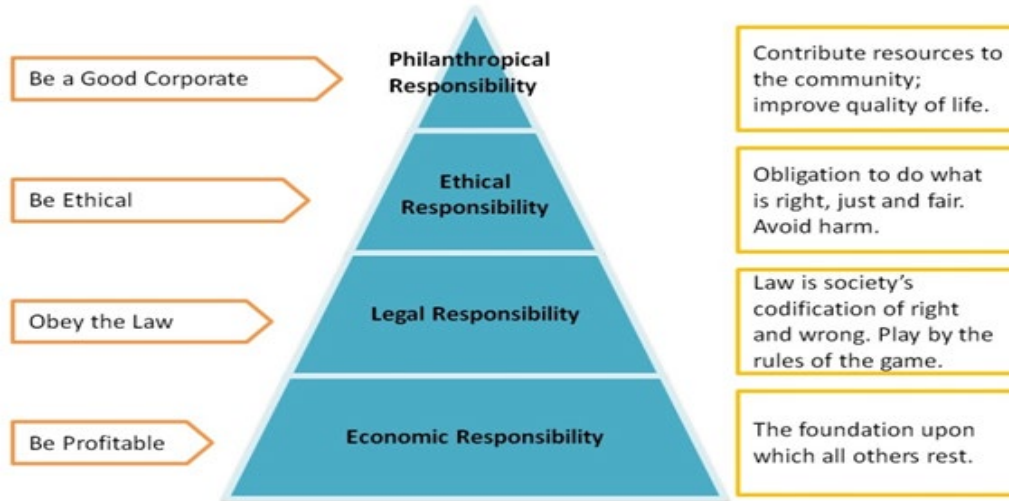 Be a Good Corporate
Philanthropical
Responsibility
Contribute resources to
the community;
improve quality of life.
Be Ethical
Ethical
Responsibility
Obligation to do what
is right, just and fair.
Avoid harm.
Obey the Law
Legal Responsibility
Law is society’s
codification of right
and wrong. Play by the
rules of the game.
Be Profitable
Economic Responsibility
The foundation upon
which all others rest.